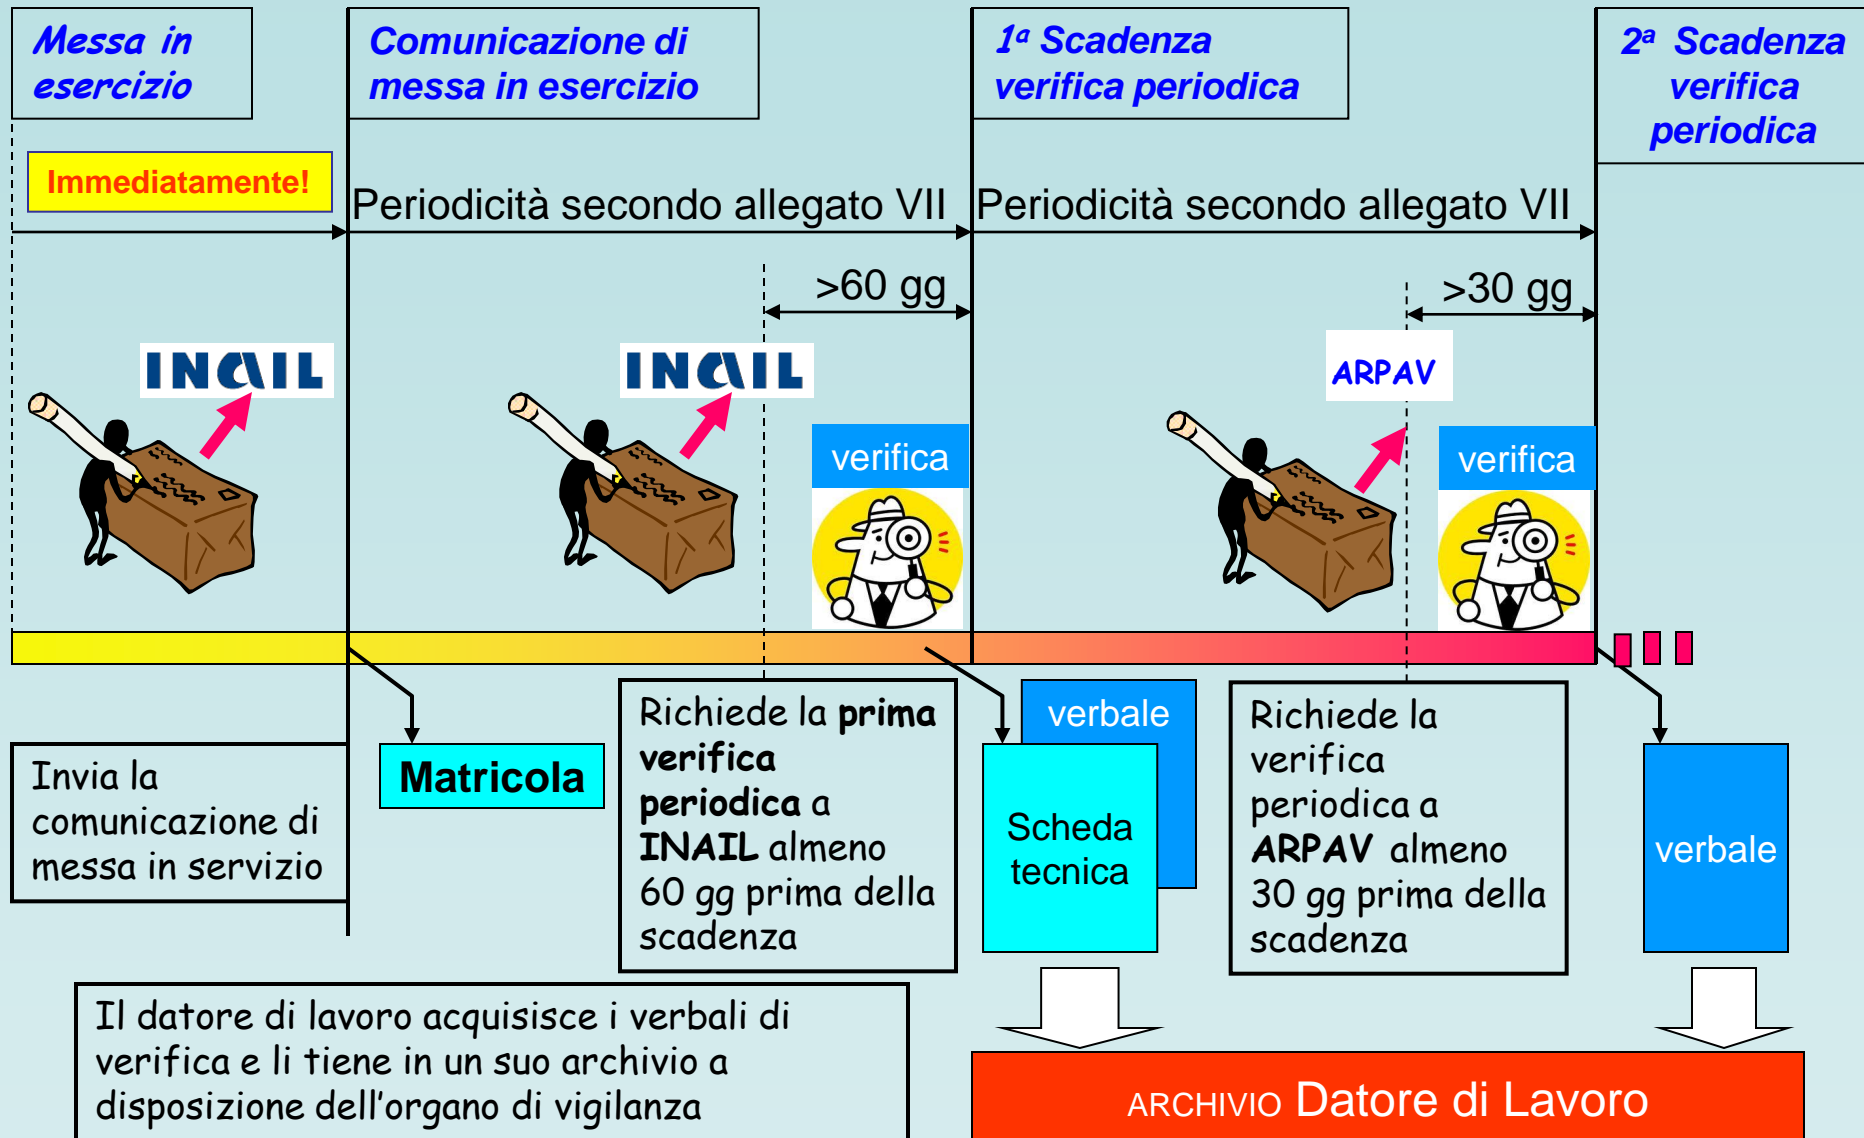 Messa in
esercizio
Comunicazione di
messa in esercizio
1ª Scadenza
verifica periodica
2ª Scadenza
verifica
periodica
Immediatamente!
Periodicità secondo allegato VII
Periodicità secondo allegato VII
>60 gg
>30 gg
INAIL
INAIL
ARPAV
verifica
verifica
Invia la
comunicazione di
messa in servizio
Matricola
Richiede la prima
verifica
periodica a
INAIL almeno
60 gg prima della
scadenza
verbale
Scheda
tecnica
Richiede la
verifica
periodica a
ARPAV almeno
30 gg prima della
scadenza
verbale
Il datore di lavoro acquisisce i verbali di
verifica e li tiene in un suo archivio a
disposizione dell'organo di vigilanza
ARCHIVIO Datore di Lavoro